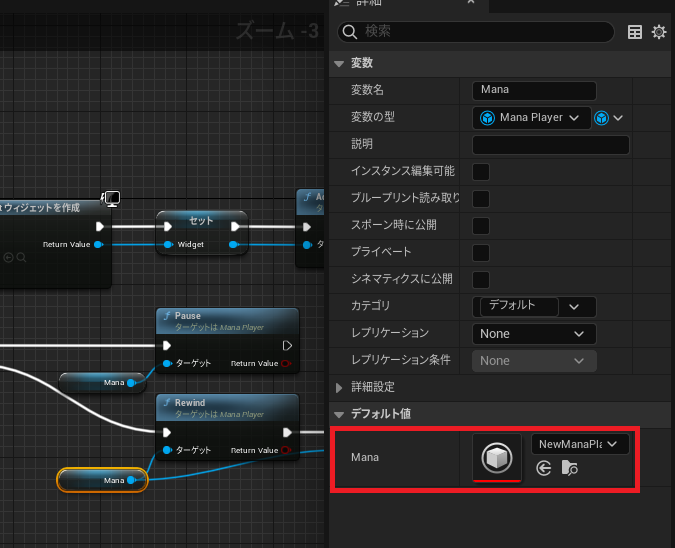 詳細
ズーム -3
検索
変数
変数名
Mana
変数の型
Mana Player
説明
インスタンス編集可能
ブループリント読み取り
スポーン時に公開
プライベート
シネマティクスに公開
カテゴリ
デフォルト
レプリケーション
None
レプリケーション条件
None
詳細設定
デフォルト値
Mana
NewManaPla
ウィジェットを作成
Return Value
セット
Widget
Pause
ターゲットは Mana Player
ターゲット
Return Value
Mana
Rewind
ターゲットは Mana Player
ターゲット
Return Value
Mana